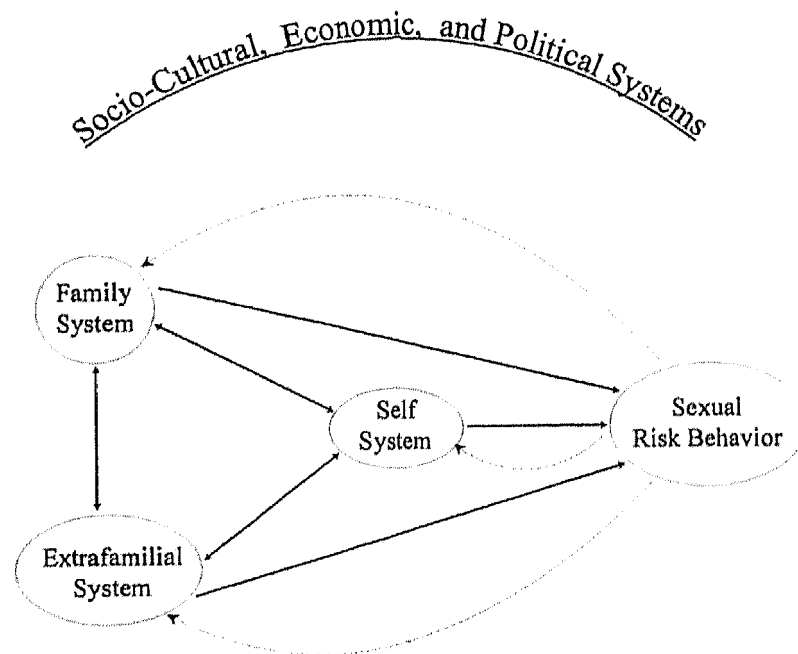 Socio-Cultural, Economic, and Political Systems
Family
System
Self
System
Sexual
Risk Behavior
Extrafamilial
System